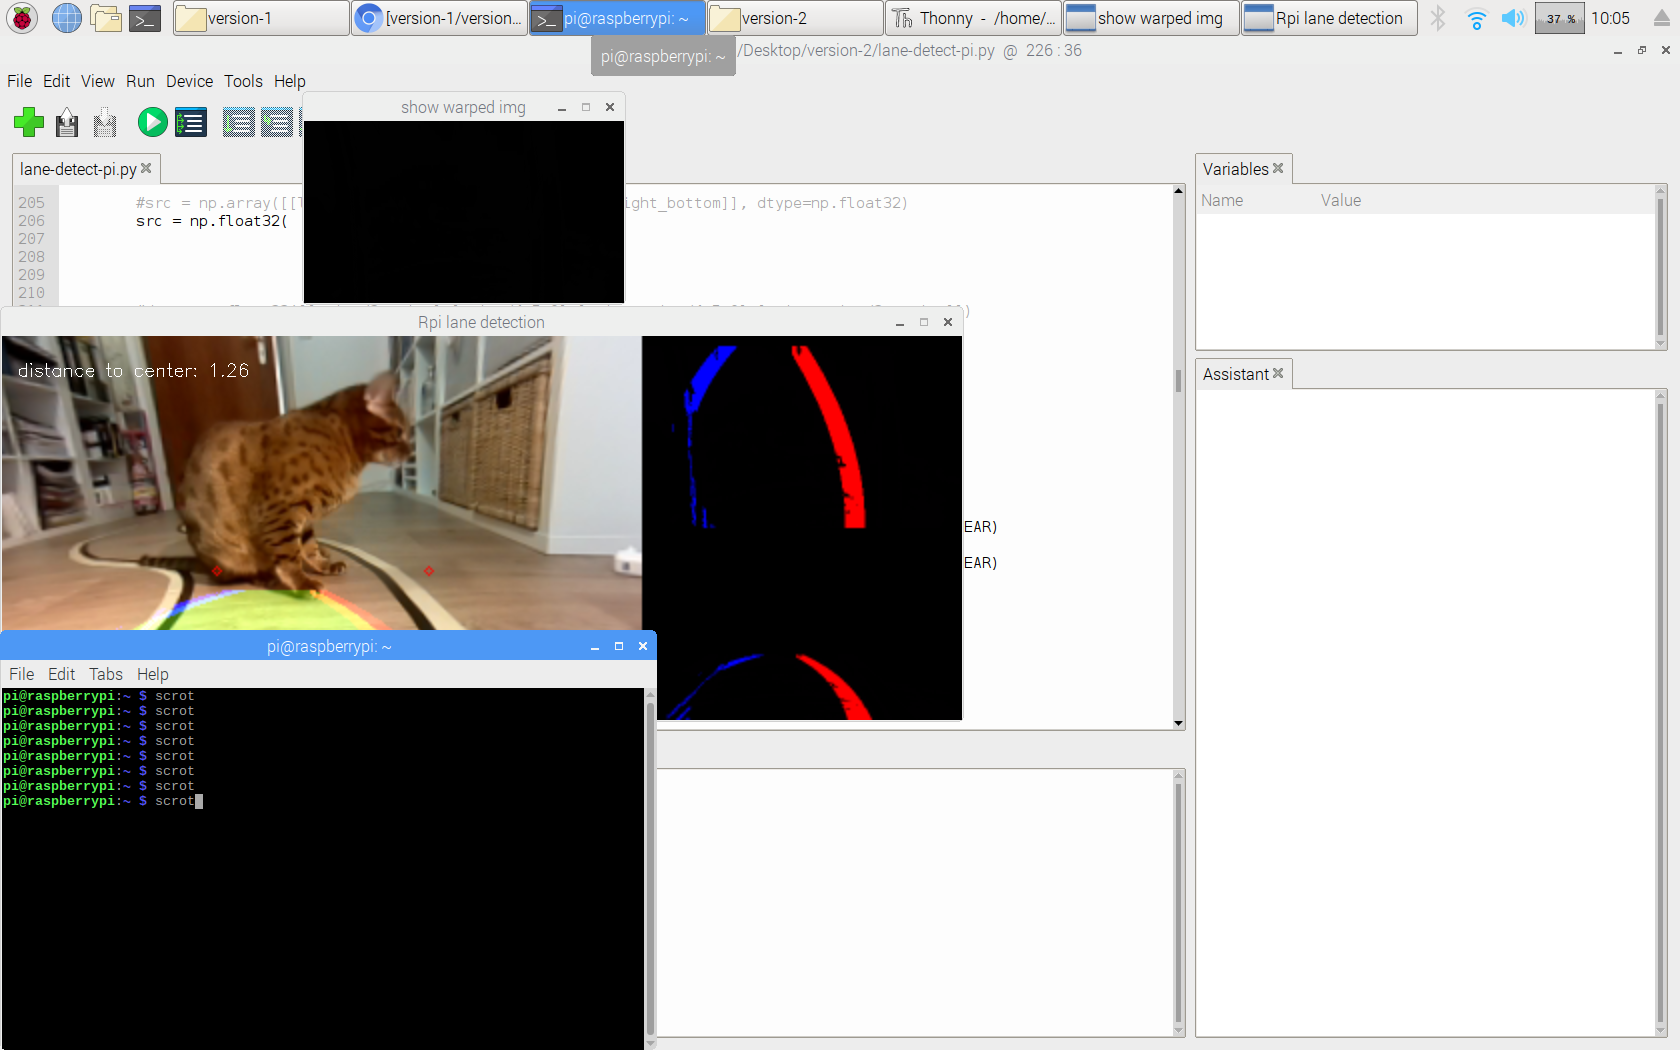 version-1
[version-1/version...
pi@raspberrypi: ~
version-2
Thonny - /home/...
show warped img
Rpi lane detection
37 %
10:05
pi@raspberrypi: ~
/Desktop/version-2/lane-detect-pi.py @ 226 : 36
File Edit View Run Device Tools Help
show warped img
lane-detect-pi.py
Variables
Name Value
205 #src = np.array([[l ight_bottom]], dtype=np.float32)
206 src = np.float32(
207
208
209
210
)
Rpi lane detection
distance to center: 1.26
Assistant
EAR)
EAR)
pi@raspberrypi: ~
File Edit Tabs Help
pi@raspberrypi:~ $ scrot
pi@raspberrypi:~ $ scrot
pi@raspberrypi:~ $ scrot
pi@raspberrypi:~ $ scrot
pi@raspberrypi:~ $ scrot
pi@raspberrypi:~ $ scrot
pi@raspberrypi:~ $ scrot
pi@raspberrypi:~ $ scrot